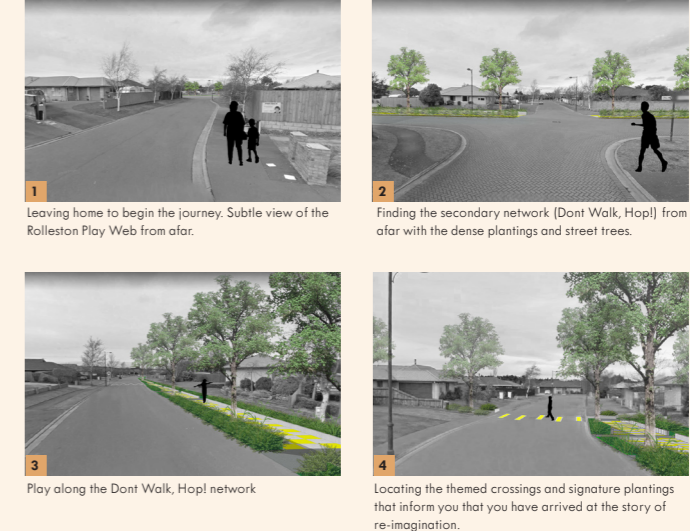 1
Leaving home to begin the journey. Subtle view of the
Rolleston Play Web from afar.
2
Finding the secondary network (Dont Walk, Hop!) from
afar with the dense plantings and street trees.
3
Play along the Dont Walk, Hop! network
4
Locating the themed crossings and signature plantings
that inform you that you have arrived at the story of
re-imagination.